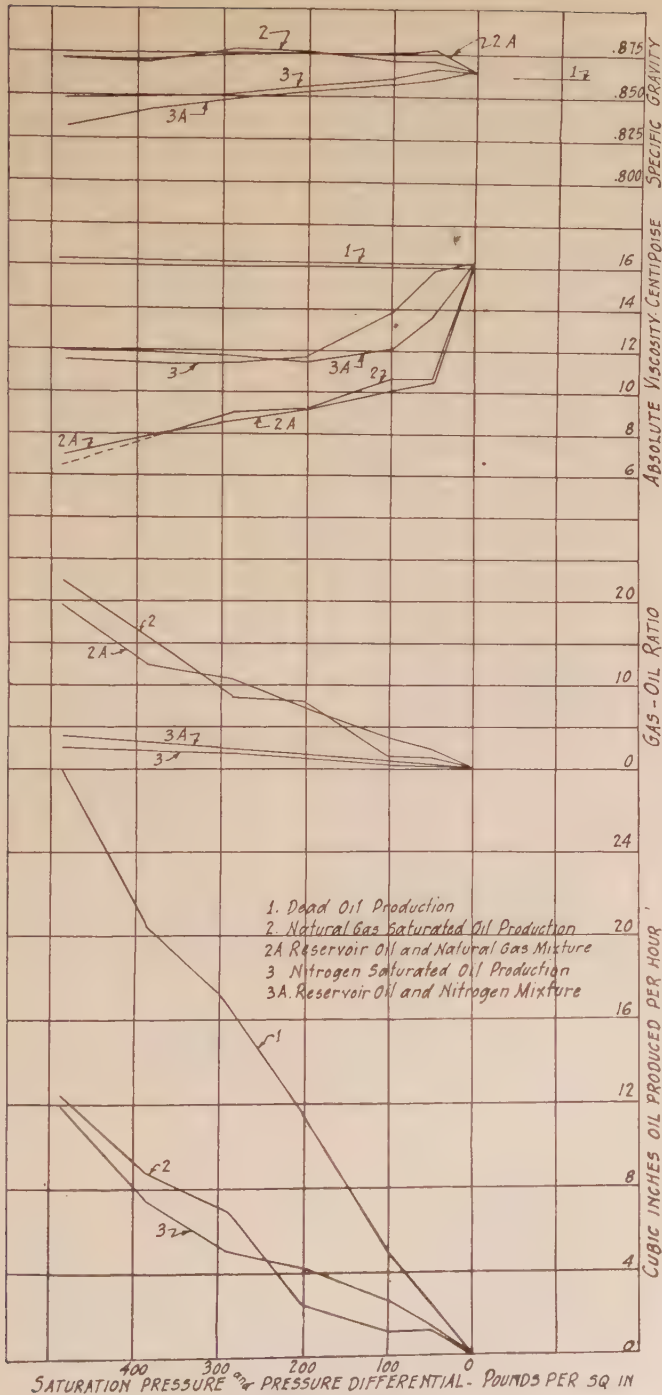 2
22A
.875
3
1
.850
3A
.825
.800
SPECIFIC GRAVITY
1
16
14
12
3
3A
2
10
2A
2A
8
6
ABSOLUTE VISCOSITY-CENTIPOISE
20
2
2A
10
3A
3
0
GAS-OIL RATIO
24
1. Dead Oil Production
2. Natural Gas Saturated Oil Production
2A Reservoir Oil and Natural Gas Mixture
3 Nitrogen Saturated Oil Production
3A. Reservoir Oil and Nitrogen Mixture
20
16
1
12
2
8
3
4
0
CUBIC INCHES OIL PRODUCED PER HOUR
400 300 200 100 0
SATURATION PRESSURE and PRESSURE DIFFERENTIAL - POUNDS PER SQ IN